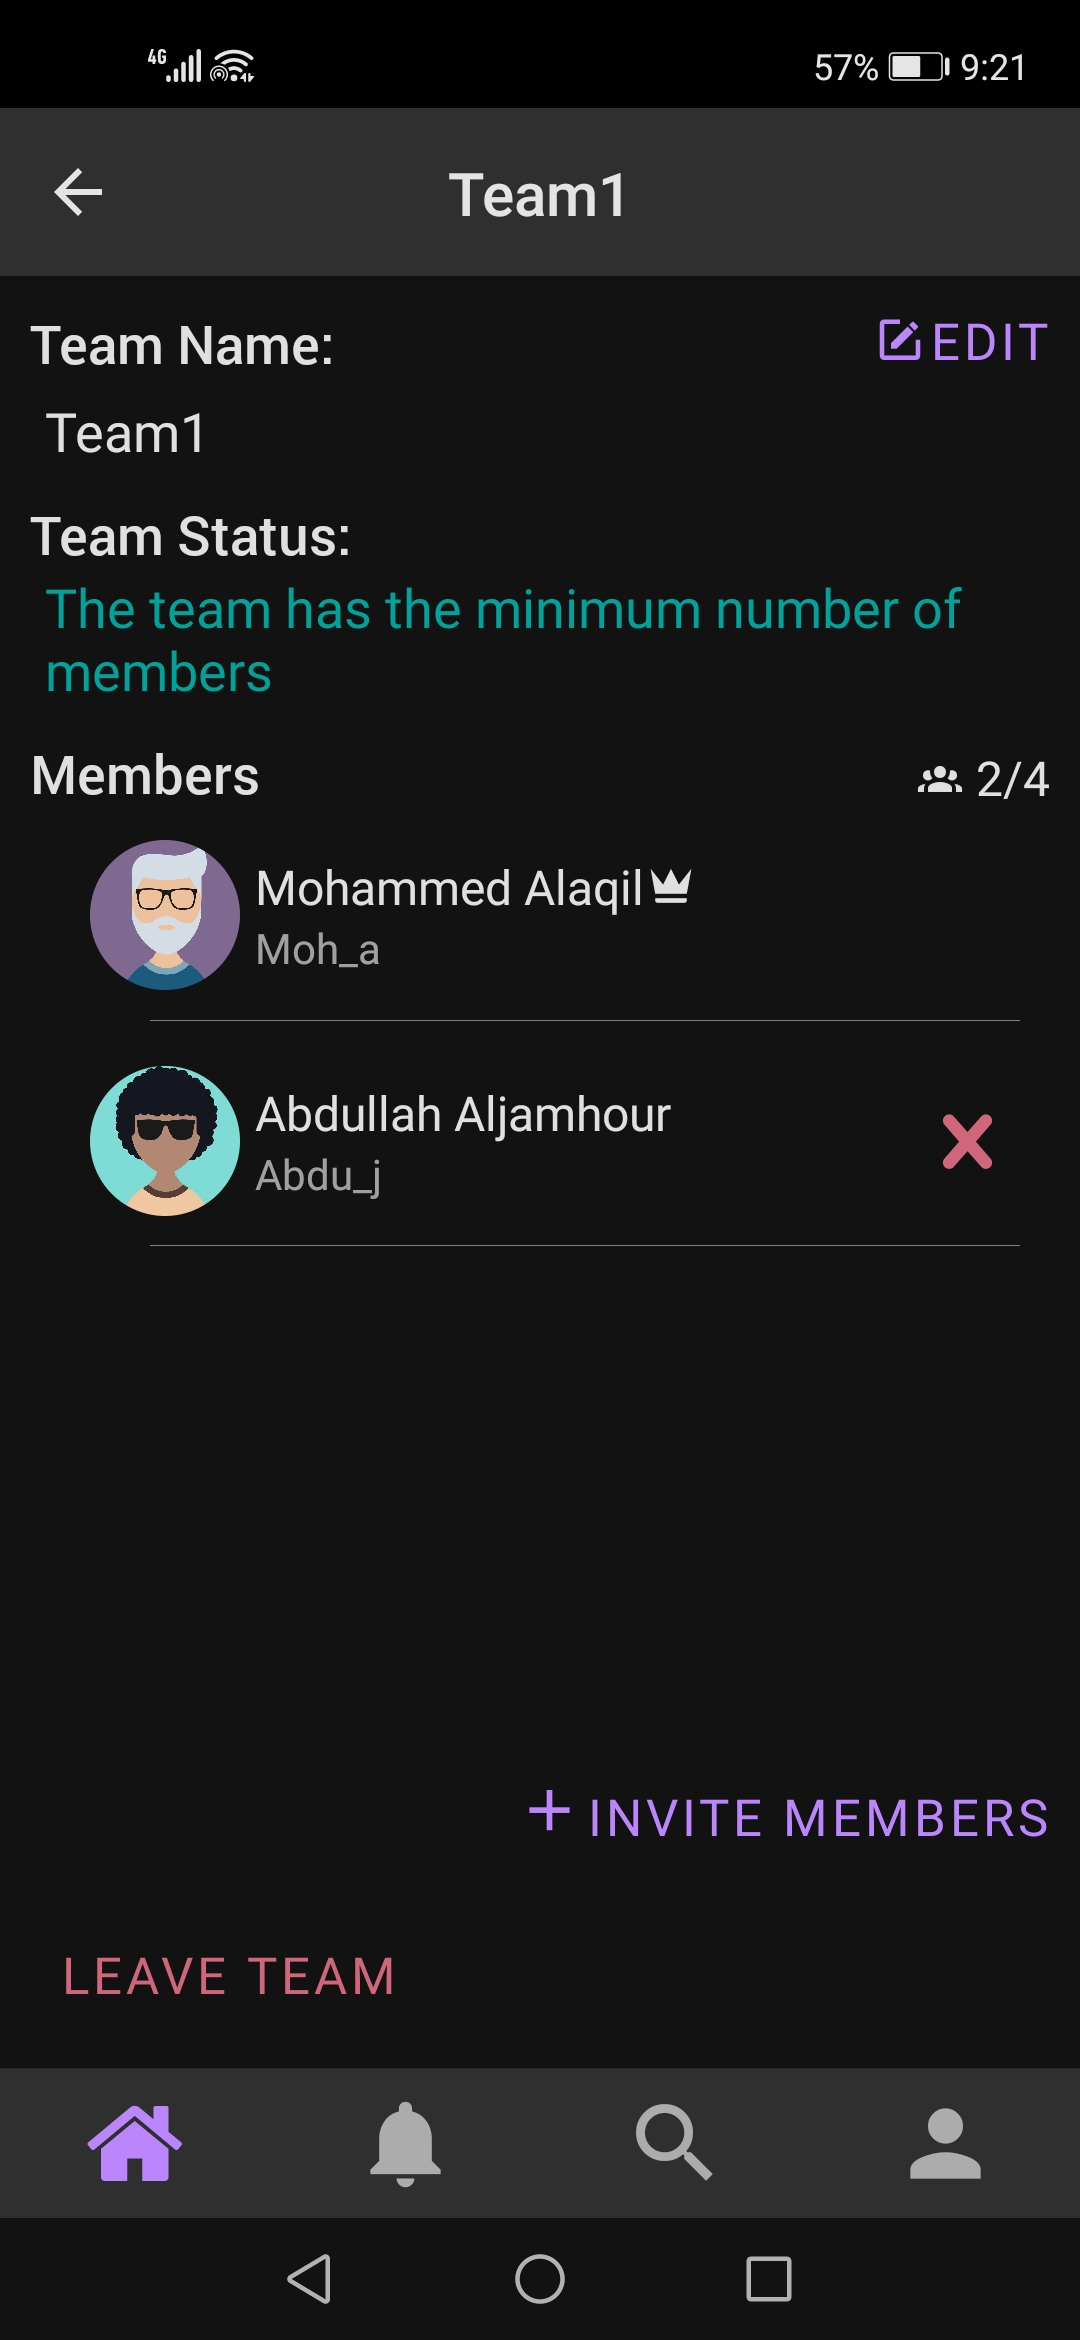 4G 57% 9:21
Team1
Team Name:
EDIT
Team1
Team Status:
The team has the minimum number of
members
Members
2/4
Mohammed Alaqil
Moh_a
Abdullah Aljamhour
Abdu_j
+ INVITE MEMBERS
LEAVE TEAM